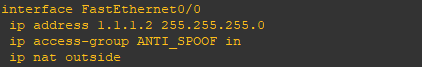 interface FastEthernet0/0
ip address 1.1.1.2 255.255.255.0
ip access-group ANTI_SPOOF in
ip nat outside